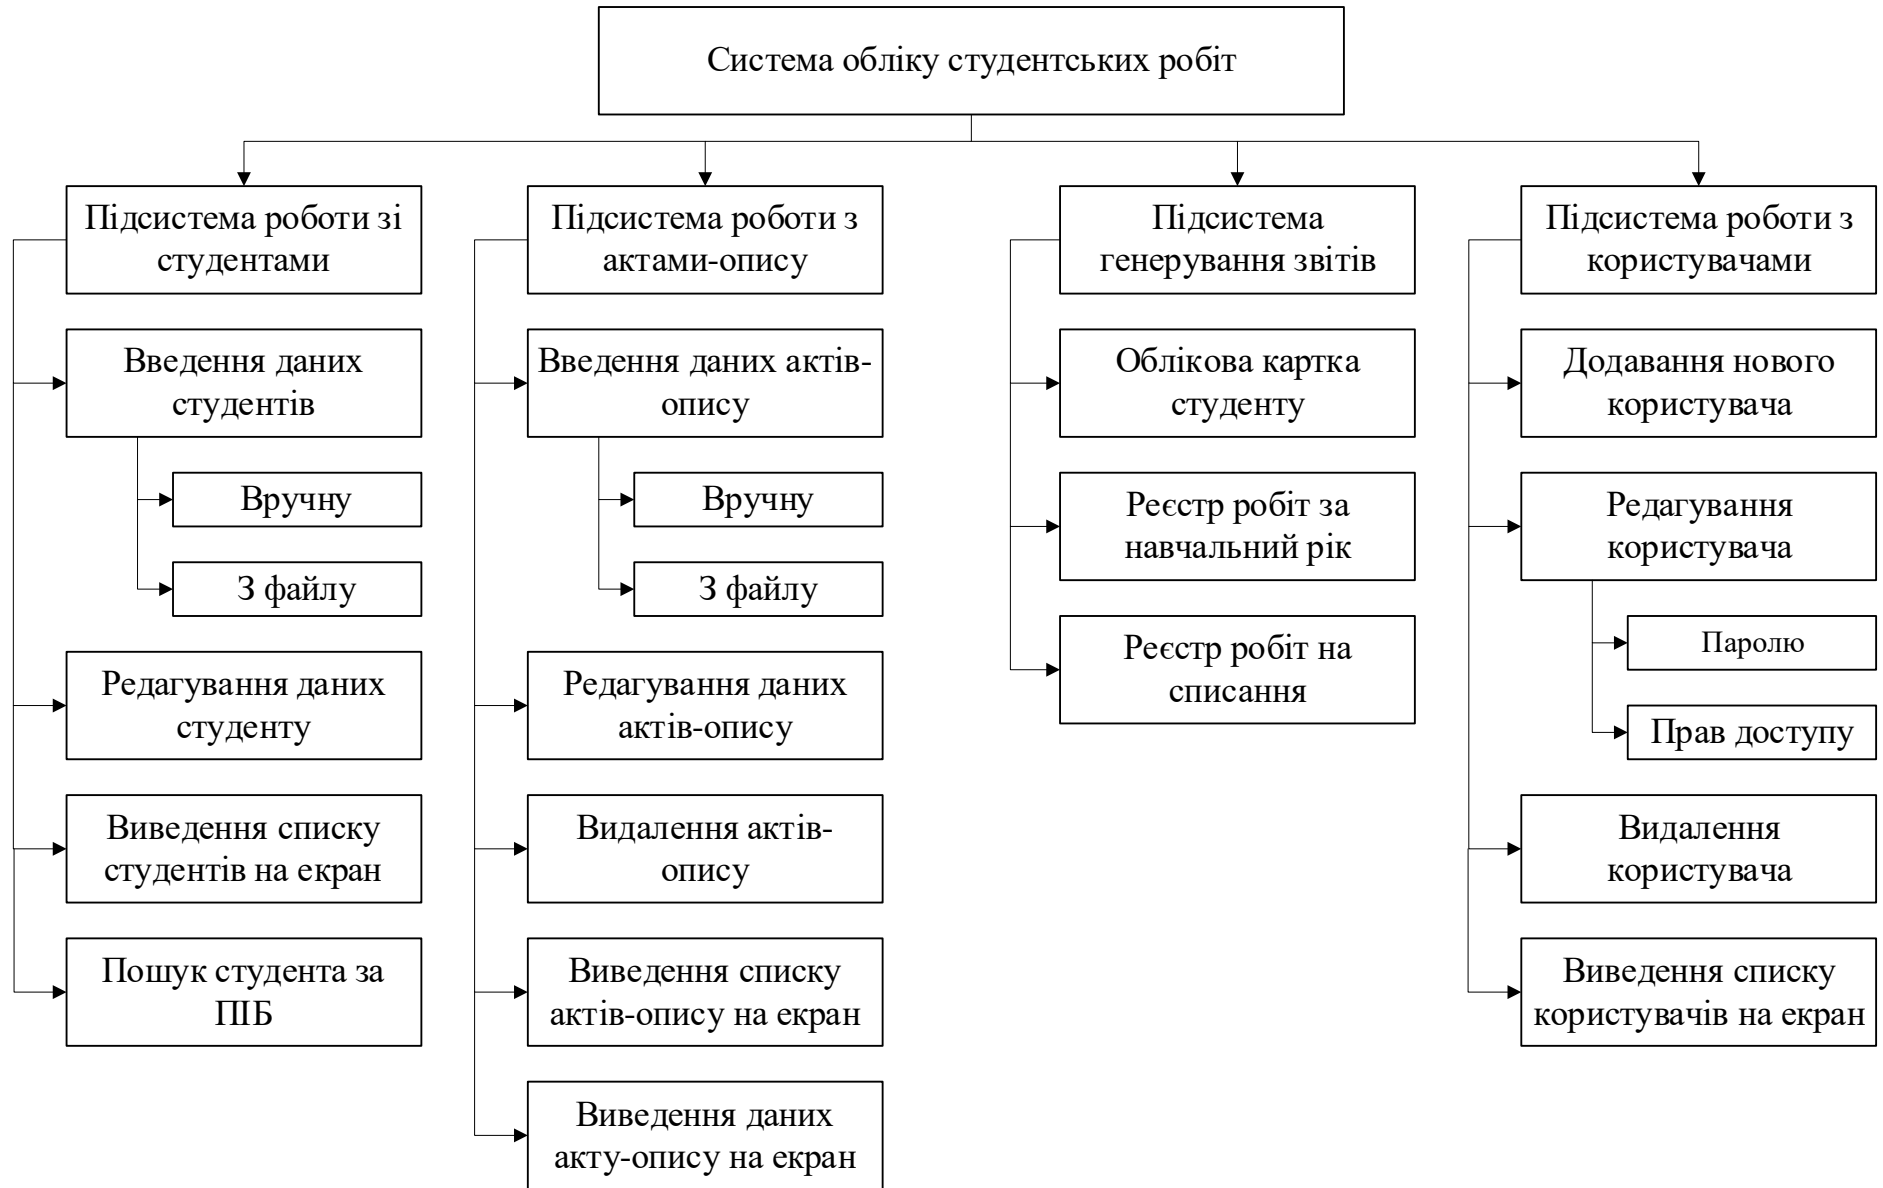 Система обліку студентських робіт
Підсистема роботи зі
студентами
Введення даних
студентів
Вручну
З файлу
Редагування даних
студенту
Виведення списку
студентів на екран
Пошук студента за
ПІБ
Підсистема роботи з
актами-опису
Введення даних актів-
опису
Вручну
З файлу
Редагування даних
актів-опису
Видалення актів-
опису
Виведення списку
актів-опису на екран
Виведення даних
акту-опису на екран
Підсистема
генерування звітів
Облікова картка
студенту
Реєстр робіт за
навчальний рік
Реєстр робіт на
списання
Підсистема роботи з
користувачами
Додавання нового
користувача
Редагування
користувача
Паролю
Прав доступу
Видалення
користувача
Виведення списку
користувачів на екран